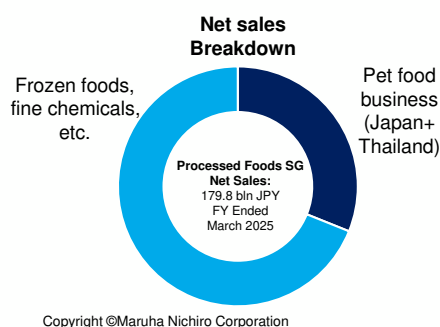 Net sales
Breakdown
Frozen foods,
fine chemicals,
etc.
Pet food
business
(Japan+
Thailand)
Processed Foods SG
Net Sales:
179.8 bln JPY
FY Ended
March 2025
Copyright ©Maruha Nichiro Corporation